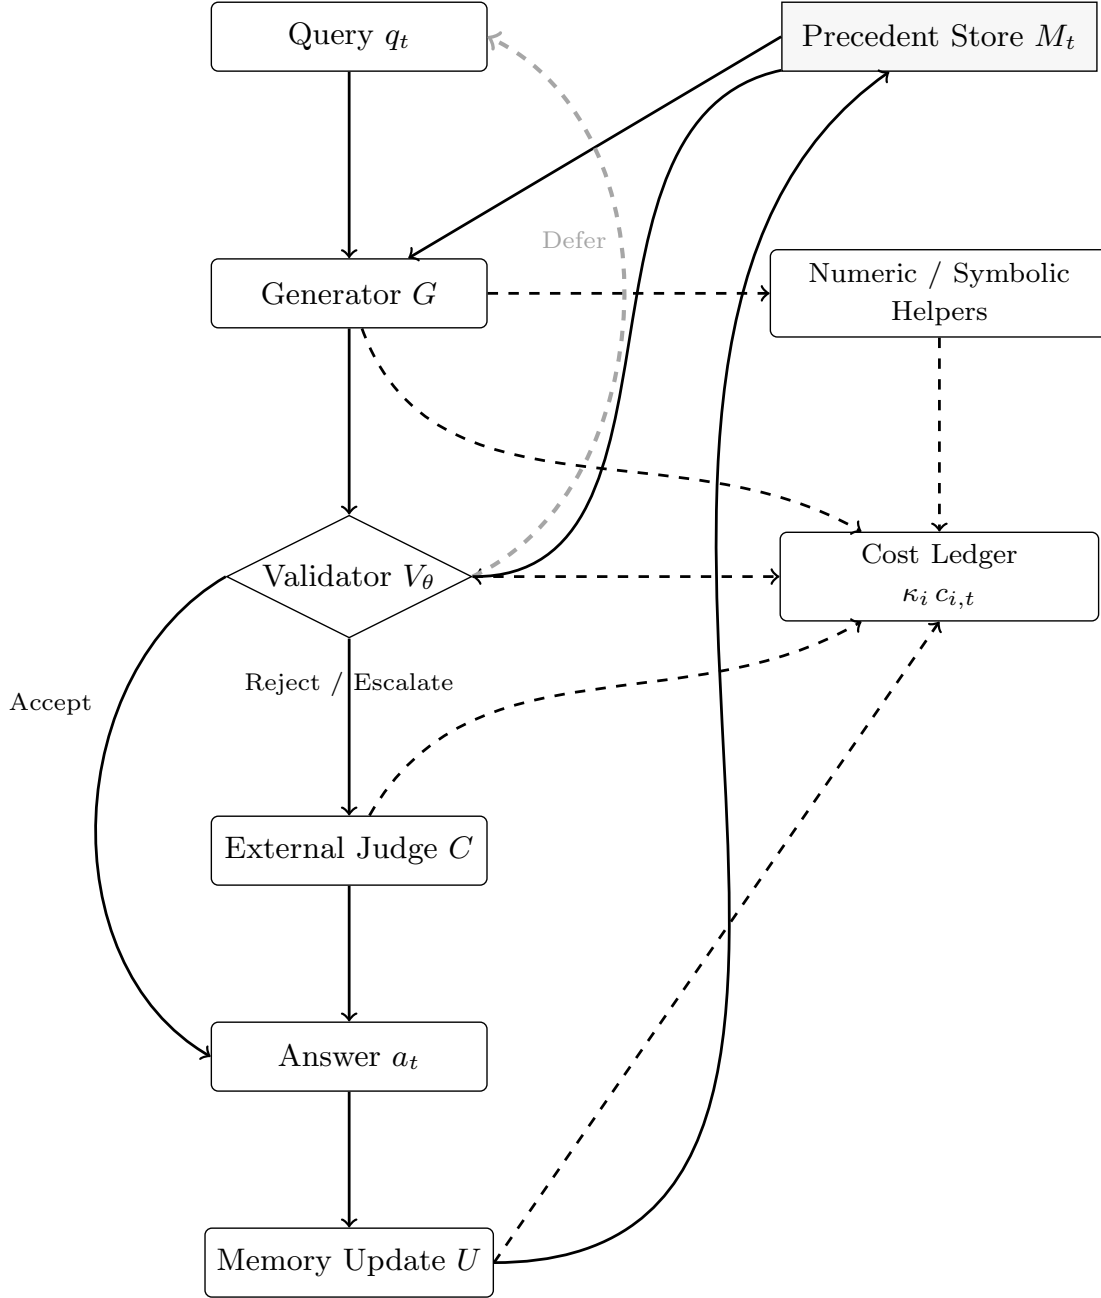 Query q_t
Precedent Store M_t
Defer
Generator G
Numeric / Symbolic
Helpers
Validator V_θ
Cost Ledger
κ_i c_{i,t}
Reject / Escalate
Accept
External Judge C
Answer a_t
Memory Update U